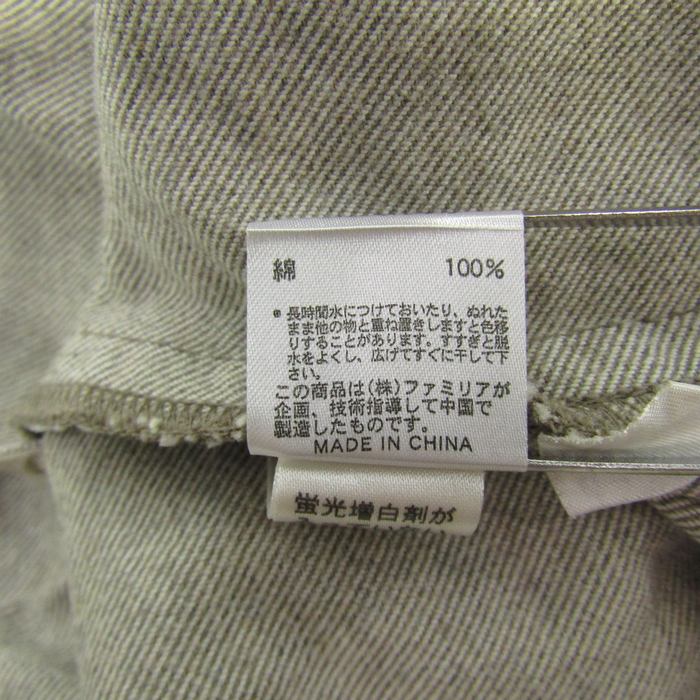 綿 100%
●長時間水につけておいたり、ぬれた
まま他の物と重ね置きしますと色移
りすることがあります。すすぎと脱
水をよくし、広げてすぐに干して下
さい。
この商品は(株)ファミリアが
企画、技術指導して中国で
製造したものです。
MADE IN CHINA
蛍光増白剤が